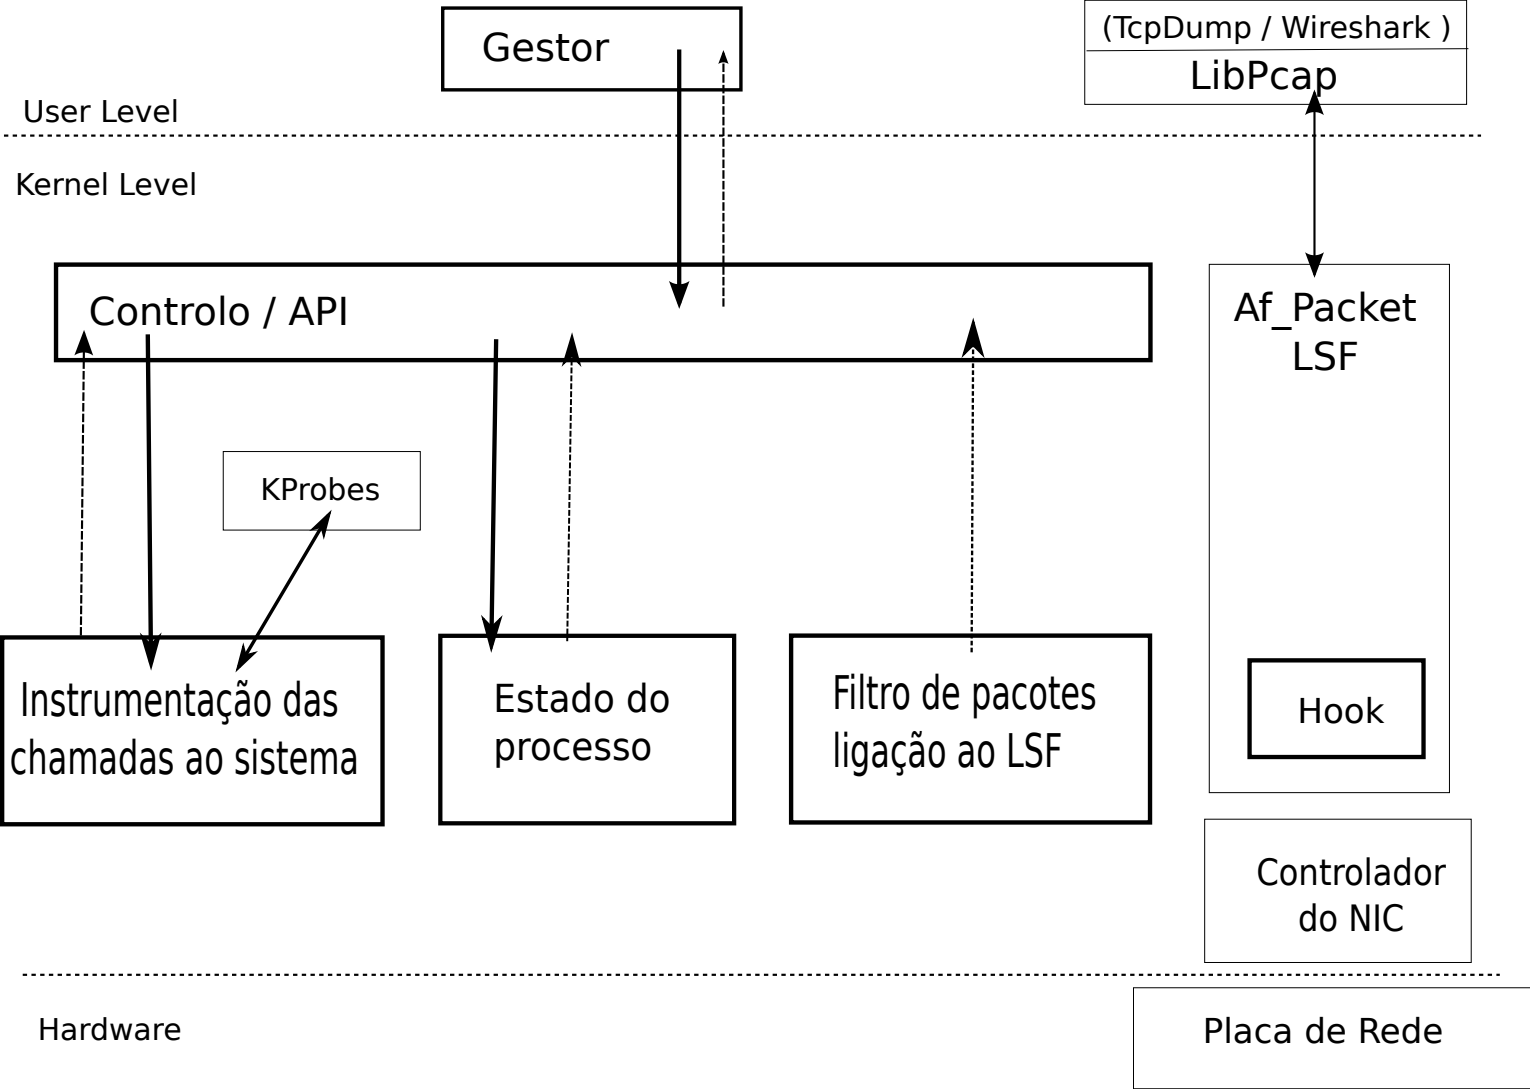 Gestor
(TcpDump / Wireshark )
LibPcap
User Level
Kernel Level
Controlo / API
Af_Packet
LSF
KProbes
Instrumentação das
chamadas ao sistema
Estado do
processo
Filtro de pacotes
ligação ao LSF
Hook
Controlador
do NIC
Hardware
Placa de Rede